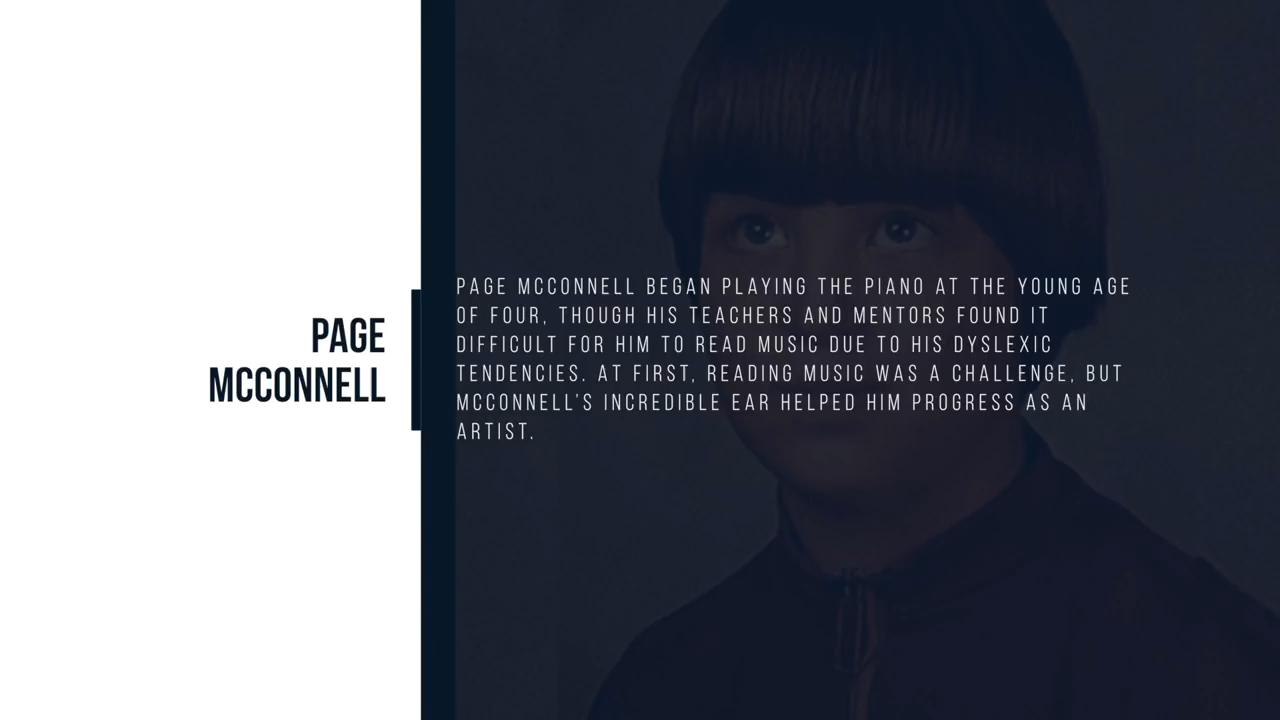 PAGE
MCCONNELL
PAGE MCCONNELL BEGAN PLAYING THE PIANO AT THE YOUNG AGE
OF FOUR, THOUGH HIS TEACHERS AND MENTORS FOUND IT
DIFFICULT FOR HIM TO READ MUSIC DUE TO HIS DYSLEXIC
TENDENCIES. AT FIRST, READING MUSIC WAS A CHALLENGE, BUT
MCCONNELL'S INCREDIBLE EAR HELPED HIM PROGRESS AS AN
ARTIST.